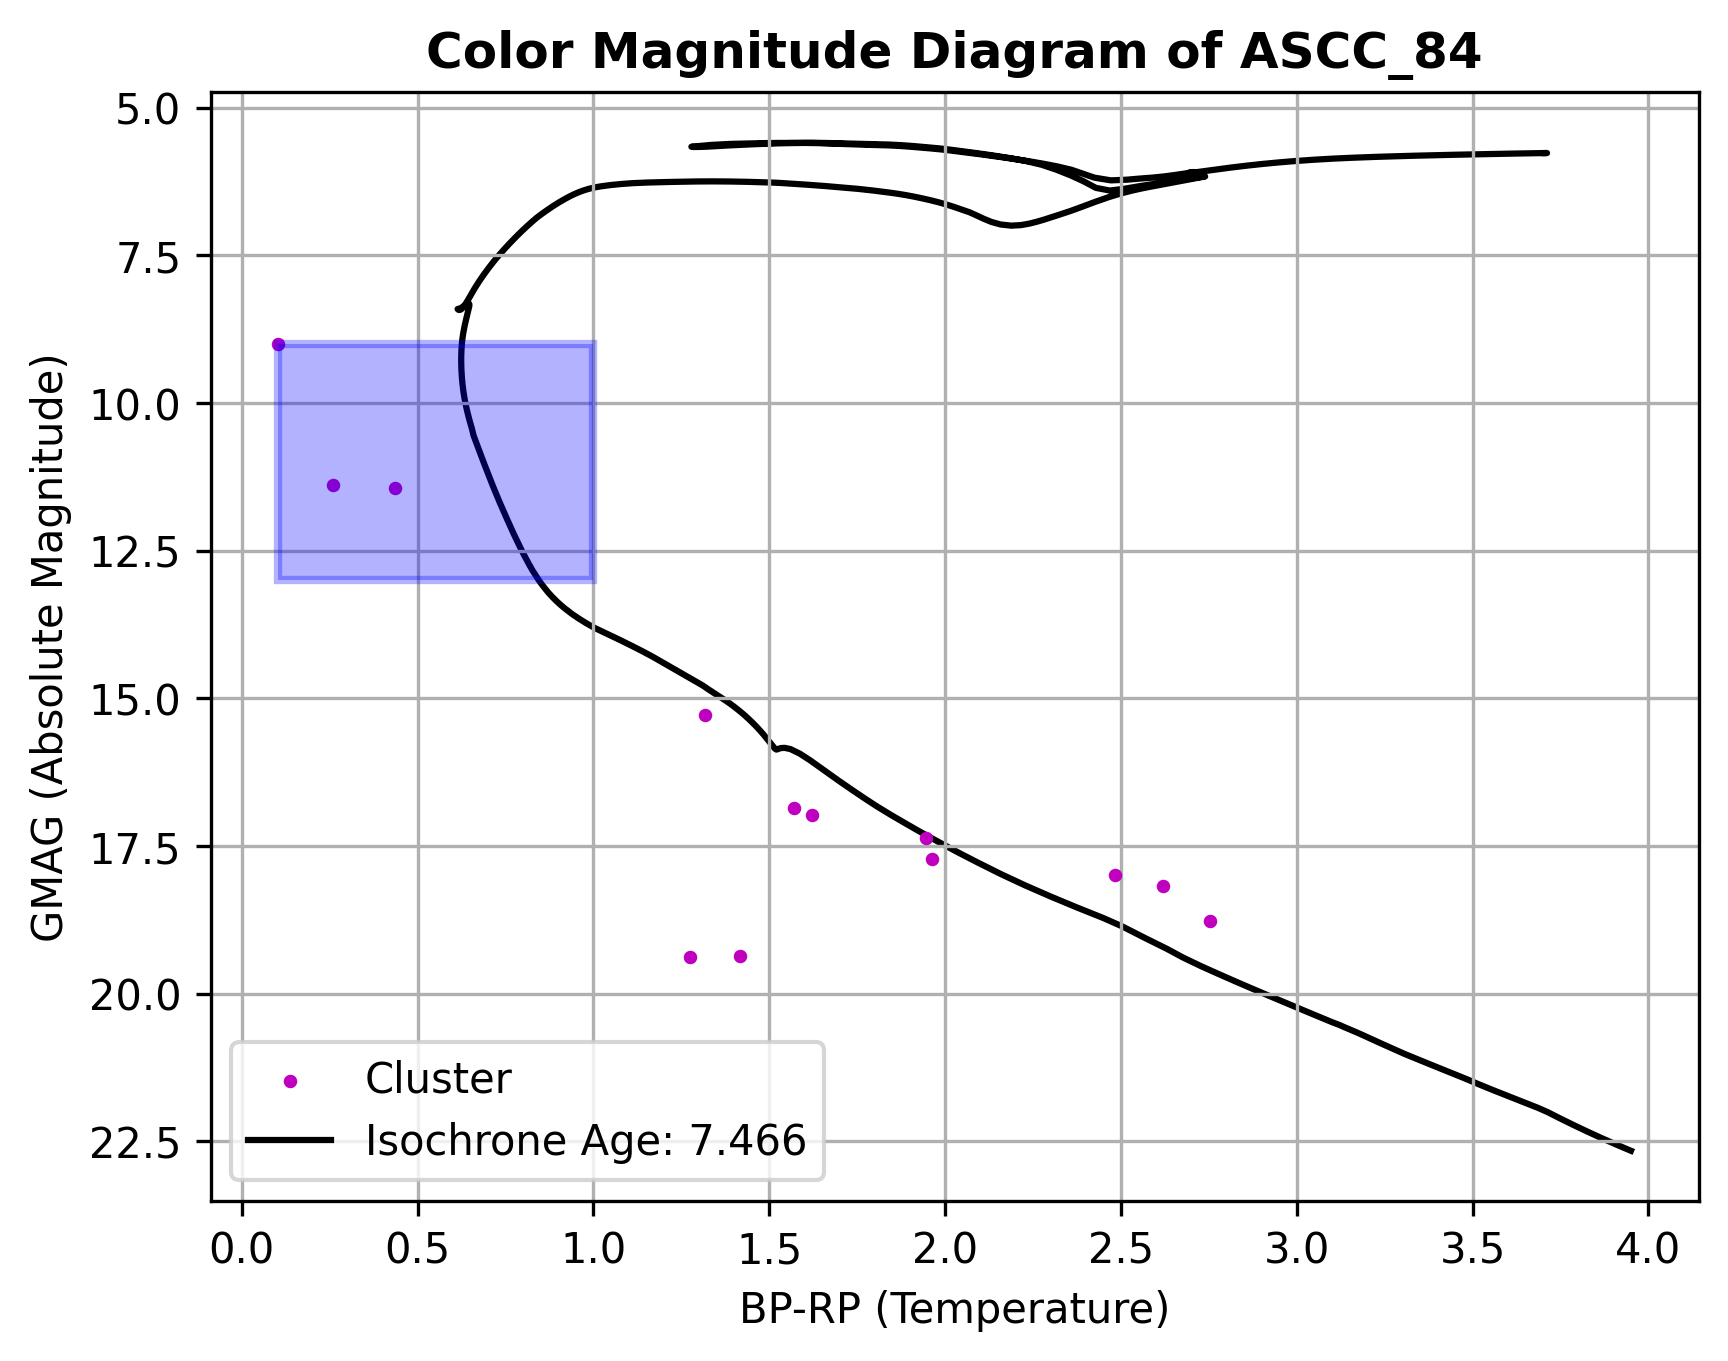 Color Magnitude Diagram of ASCC_84
GMAG (Absolute Magnitude)
5.0
7.5
10.0
12.5
15.0
17.5
20.0
22.5
Cluster
Isochrone Age: 7.466
0.0 0.5 1.0 1.5 2.0 2.5 3.0 3.5 4.0
BP-RP (Temperature)